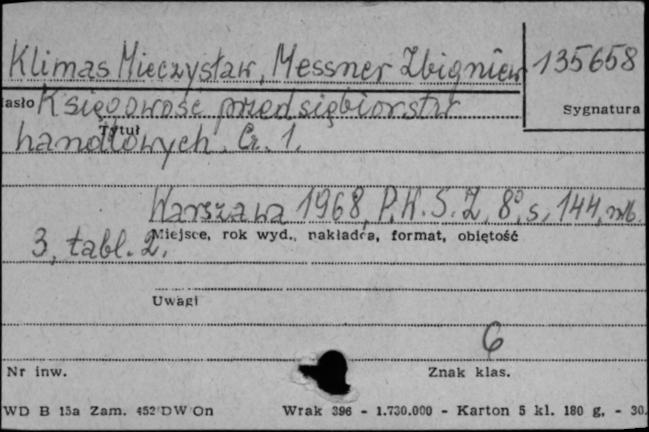 Klimas Mieczysław, Messner Zbigniew 135658
asło Księgowość przedsiębiorstw Sygnatura
Tytuł
handlowych. Cz. 1.
Warszawa 1968, P.W.S.Z, 8°, s. 144, nlb.
Miejsce, rok wyd., nakładca, format, objętość
3, tabl. 2.
Uwagi
6
Nr inw. Znak klas.
WD B 15a Zam. 452 DW On Wrak 396 - 1.730.000 - Karton 5 kl. 180 g. - 30.